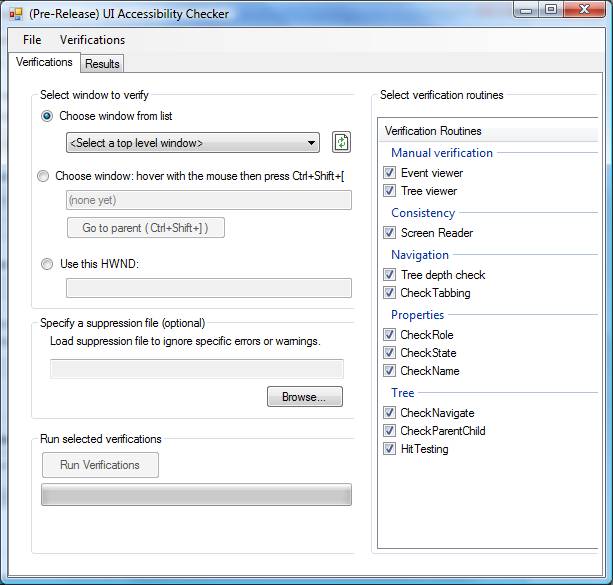 (Pre-Release) UI Accessibility Checker
File Verifications
Verifications Results
Select window to verify
Choose window from list
<Select a top level window>
Choose window: hover with the mouse then press Ctrl+Shift+[
(none yet)
Go to parent ( Ctrl+Shift+] )
Use this HWND:
Specify a suppression file (optional)
Load suppression file to ignore specific errors or warnings.
Browse...
Run selected verifications
Run Verifications
Select verification routines
Verification Routines
Manual verification
Event viewer
Tree viewer
Consistency
Screen Reader
Navigation
Tree depth check
CheckTabbing
Properties
CheckRole
CheckState
CheckName
Tree
CheckNavigate
CheckParentChild
HitTesting